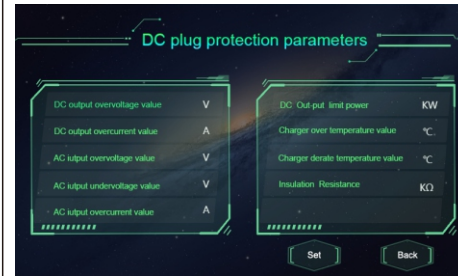 DC plug protection parameters
DC output overvoltage value V
DC output overcurrent value A
AC iutput overvoltage value V
AC iutput undervoltage value V
AC iutput overcurrent value A
DC Out-put limit power KW
Charger over temperature value ℃
Charger derate temperature value ℃
Insulation Resistance KΩ
Set
Back